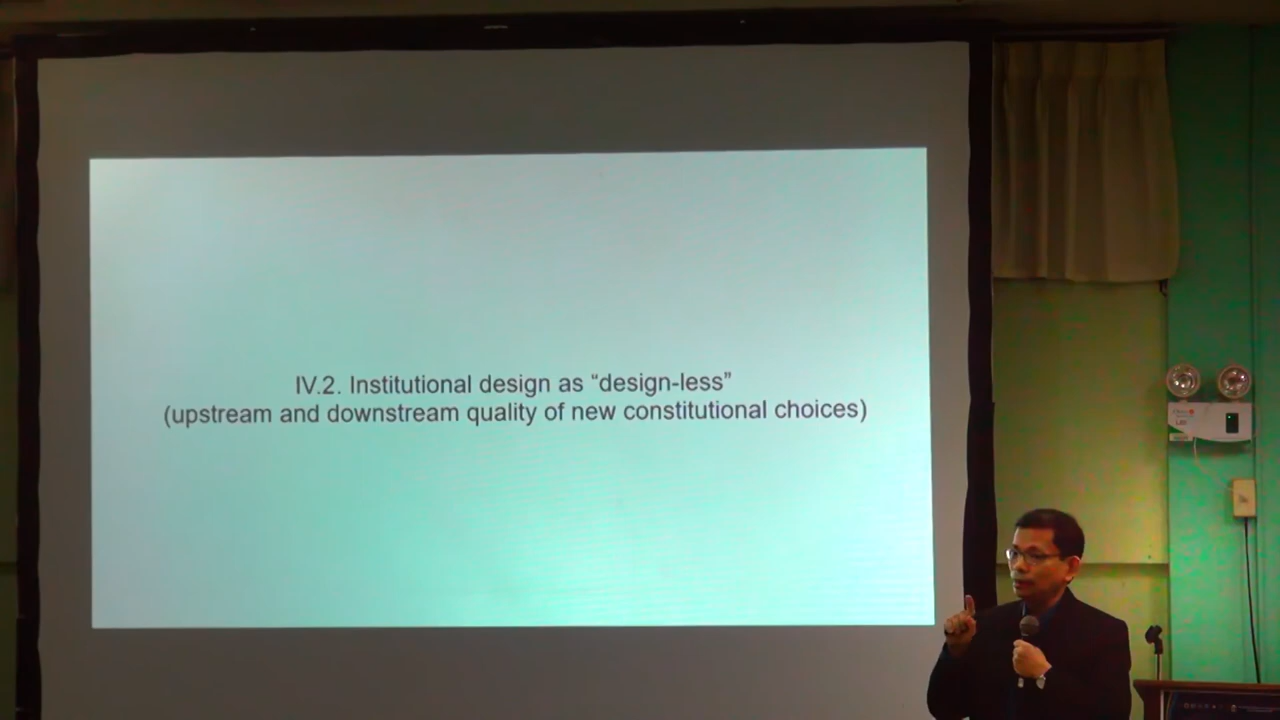 IV.2. Institutional design as “design-less”
(upstream and downstream quality of new constitutional choices)